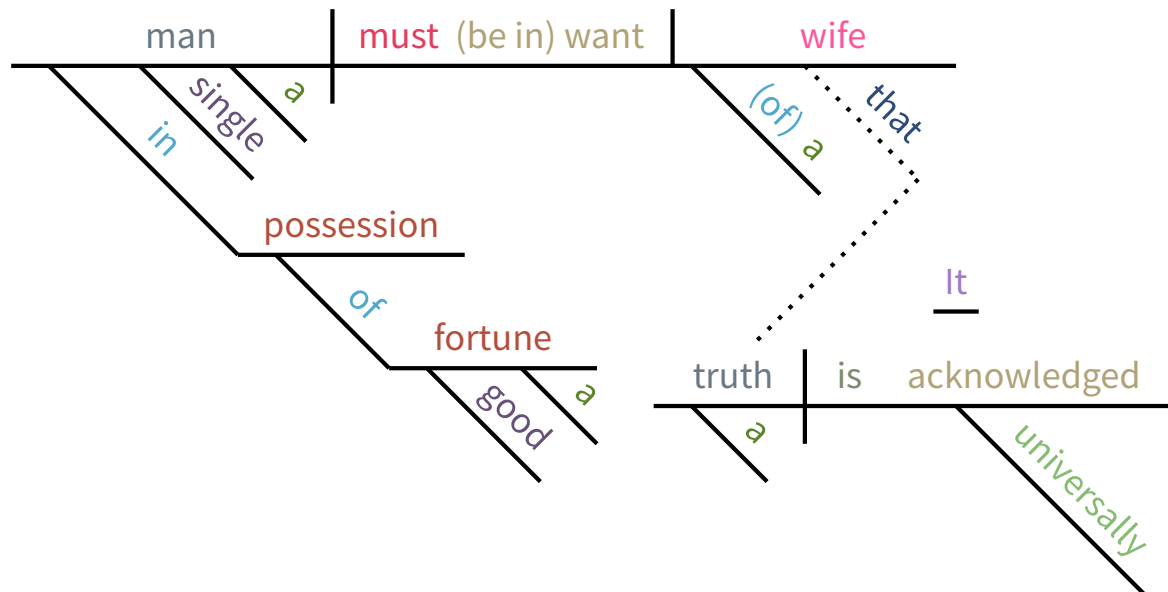 man must (be in) want wife
in single a (of) a that
possession
of It
fortune
truth is acknowledged
good a a universally